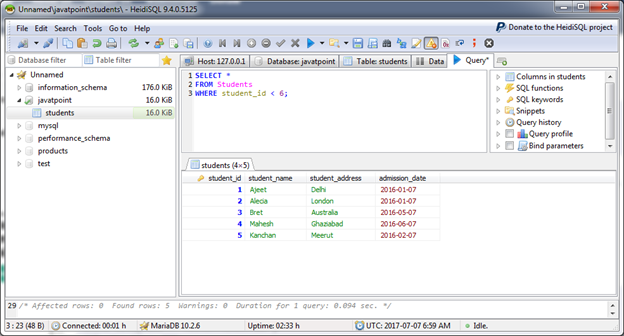 Unnamed\javatpoint\students\ - HeidiSQL 9.4.0.5125
File Edit Search Tools Go to Help
Donate to the HeidiSQL project
Database filter Table filter
Host: 127.0.0.1 Database: javatpoint Table: students Data Query*
Unnamed
information_schema 176.0 KiB
javatpoint 16.0 KiB
students 16.0 KiB
mysql
performance_schema
products
test
1 SELECT *
2 FROM Students
3 WHERE student_id < 6;
Columns in students
SQL functions
SQL keywords
Snippets
Query history
Query profile
Bind parameters
students (4×5)
student_id student_name student_address admission_date
1 Ajeet Delhi 2016-01-07
2 Alecia London 2016-01-07
3 Bret Australia 2016-05-07
4 Mahesh Ghaziabad 2016-06-07
5 Kanchan Meerut 2016-02-07
29 /* Affected rows: 0 Found rows: 5 Warnings: 0 Duration for 1 query: 0.094 sec. */
3 : 23 (48 B) Connected: 00:01 h MariaDB 10.2.6 Uptime: 02:33 h UTC: 2017-07-07 6:59 AM Idle.